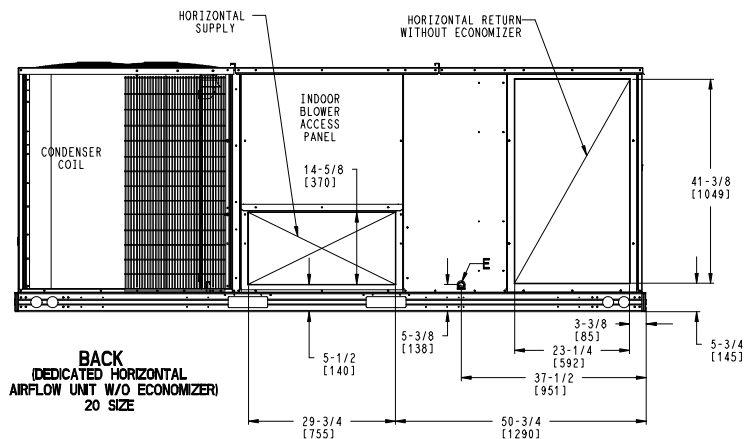 HORIZONTAL
SUPPLY
HORIZONTAL RETURN
WITHOUT ECONOMIZER
INDOOR
BLOWER
ACCESS
PANEL
CONDENSER
COIL
14-5/8
[370]
41-3/8
[1049]
E
5-1/2
[140]
5-3/8
[138]
3-3/8
[85]
23-1/4
[592]
5-3/4
[145]
37-1/2
[951]
29-3/4
[755]
50-3/4
[1290]
BACK
(DEDICATED HORIZONTAL
AIRFLOW UNIT W/O ECONOMIZER)
20 SIZE